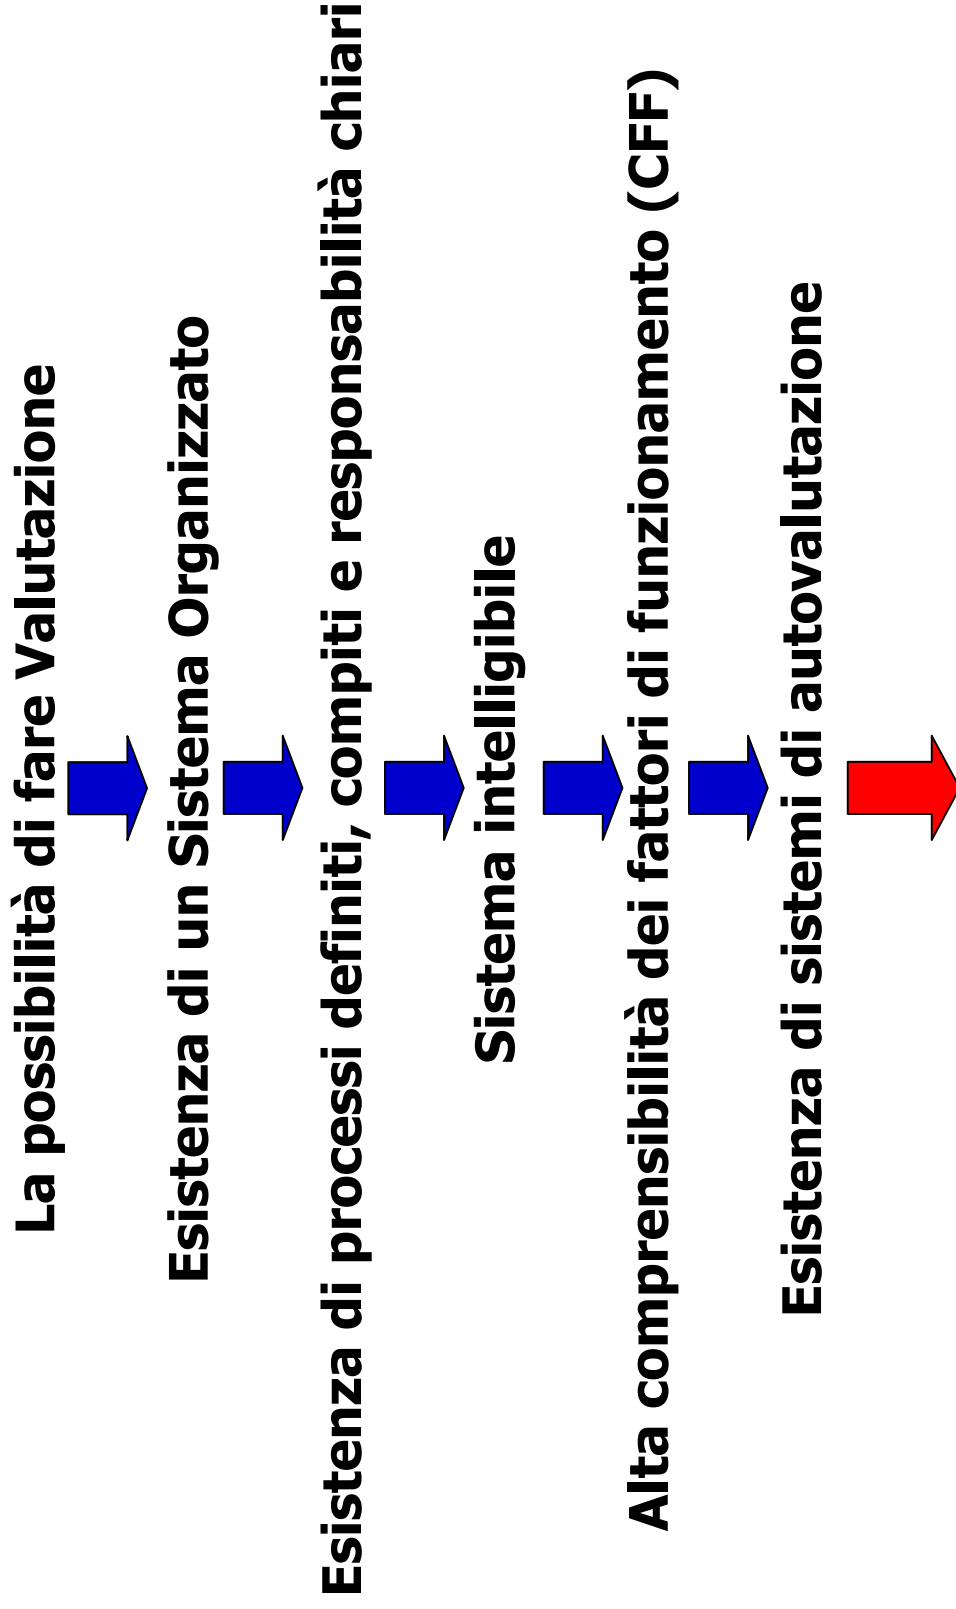 La possibilità di fare Valutazione
Esistenza di un Sistema Organizzato
Esistenza di processi definiti, compiti e responsabilità chiari
Sistema intelligibile
Alta comprensibilità dei fattori di funzionamento (CFF)
Esistenza di sistemi di autovalutazione